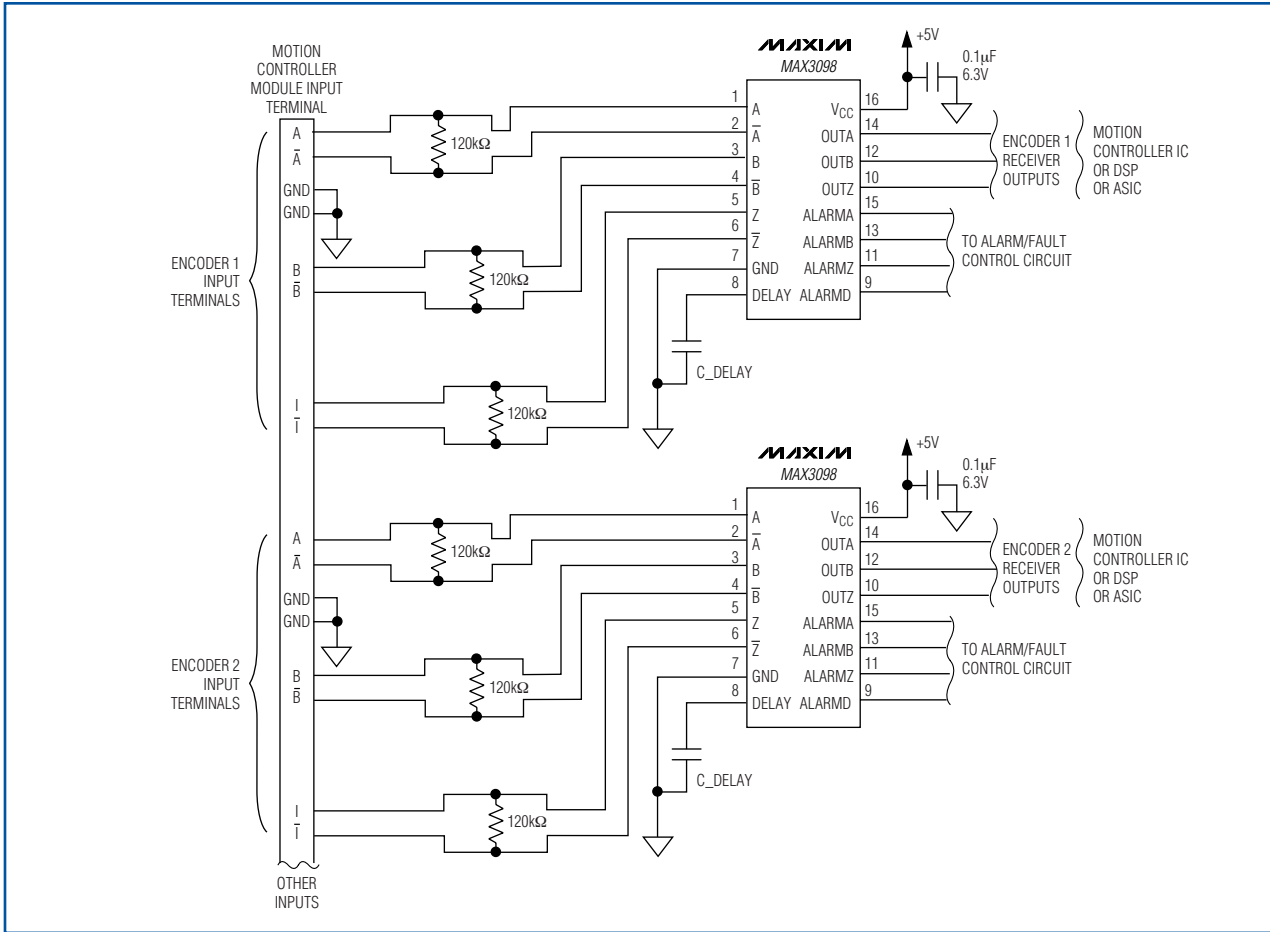 MOTION
CONTROLLER
MODULE INPUT
TERMINAL
ENCODER 1
INPUT
TERMINALS
A
A̅
GND
GND
B
B̅
I
I̅
120kΩ
120kΩ
120kΩ
MAXIM
MAX3098
1 A
2 A̅
3 B
4 B̅
5 Z
6 Z̅
7 GND
8 DELAY
C_DELAY
+5V
0.1µF
6.3V
VCC 16
OUTA 14
OUTB 12
OUTZ 10
ALARMA 15
ALARMB 13
ALARMZ 11
ALARMD 9
ENCODER 1
RECEIVER
OUTPUTS
MOTION
CONTROLLER IC
OR DSP
OR ASIC
TO ALARM/FAULT
CONTROL CIRCUIT
ENCODER 2
INPUT
TERMINALS
A
A̅
GND
GND
B
B̅
I
I̅
OTHER
INPUTS
120kΩ
120kΩ
120kΩ
MAXIM
MAX3098
1 A
2 A̅
3 B
4 B̅
5 Z
6 Z̅
7 GND
8 DELAY
C_DELAY
+5V
0.1µF
6.3V
VCC 16
OUTA 14
OUTB 12
OUTZ 10
ALARMA 15
ALARMB 13
ALARMZ 11
ALARMD 9
ENCODER 2
RECEIVER
OUTPUTS
MOTION
CONTROLLER IC
OR DSP
OR ASIC
TO ALARM/FAULT
CONTROL CIRCUIT